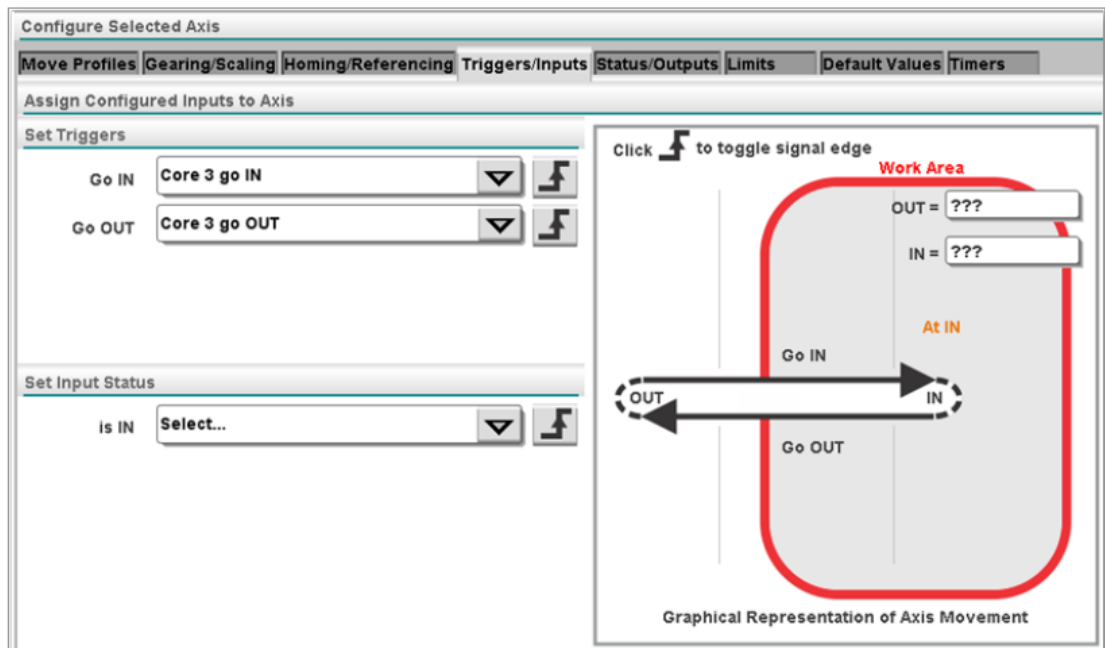 Configure Selected Axis
Move Profiles Gearing/Scaling Homing/Referencing Triggers/Inputs Status/Outputs Limits Default Values Timers
Assign Configured Inputs to Axis
Set Triggers
Go IN Core 3 go IN
Go OUT Core 3 go OUT
Set Input Status
is IN Select...
Click to toggle signal edge
Work Area
OUT = ???
IN = ???
At IN
Go IN
OUT IN
Go OUT
Graphical Representation of Axis Movement